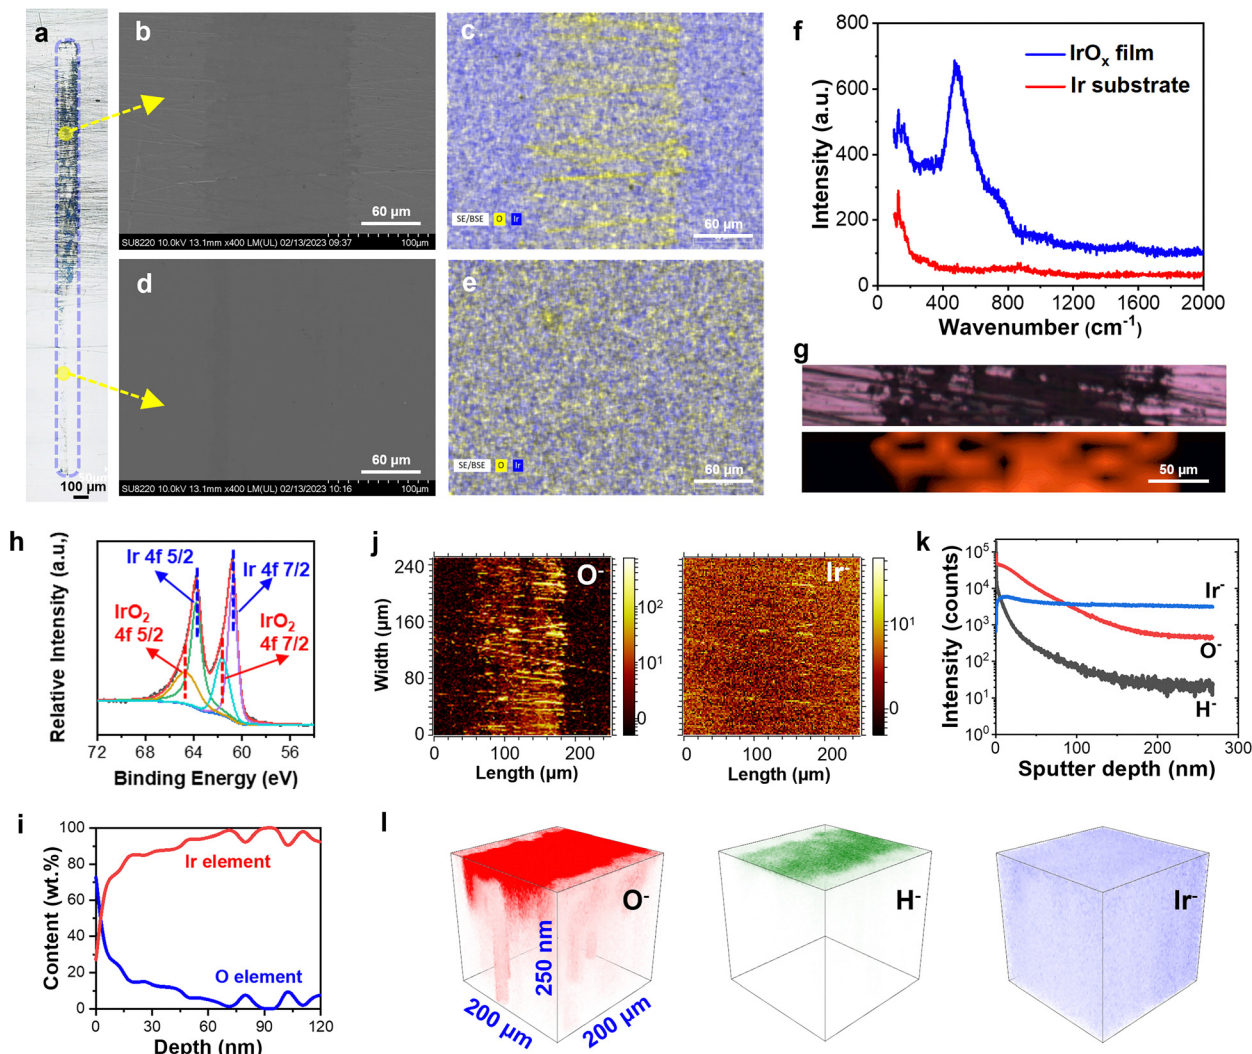 a
100 µm
b
60 µm
SU8220 10.0kV 13.1mm x400 LM(UL) 02/13/2023 09:37
100µm
c
SE/BSE O Ir
60 µm
d
60 µm
SU8220 10.0kV 13.1mm x400 LM(UL) 02/13/2023 10:16
100µm
e
SE/BSE O Ir
60 µm
f
800
600
400
200
0
Intensity (a.u.)
IrOx film
Ir substrate
0 400 800 1200 1600 2000
Wavenumber (cm-1)
g
50 µm
h
Relative Intensity (a.u.)
Ir 4f 5/2
Ir 4f 7/2
IrO2
4f 5/2
IrO2
4f 7/2
72 68 64 60 56
Binding Energy (eV)
j
Width (µm)
240
160
80
0
O-
0 100 200
Length (µm)
10²
10¹
0
Ir-
0 100 200
Length (µm)
10¹
0
k
Intensity (counts)
10⁵
10⁴
10³
10²
10¹
10⁰
Ir-
O-
H-
0 100 200 300
Sputter depth (nm)
i
Content (wt.%)
100
80
60
40
20
0
Ir element
O element
0 30 60 90 120
Depth (nm)
l
O-
250 nm
200 µm
200 µm
H-
Ir-